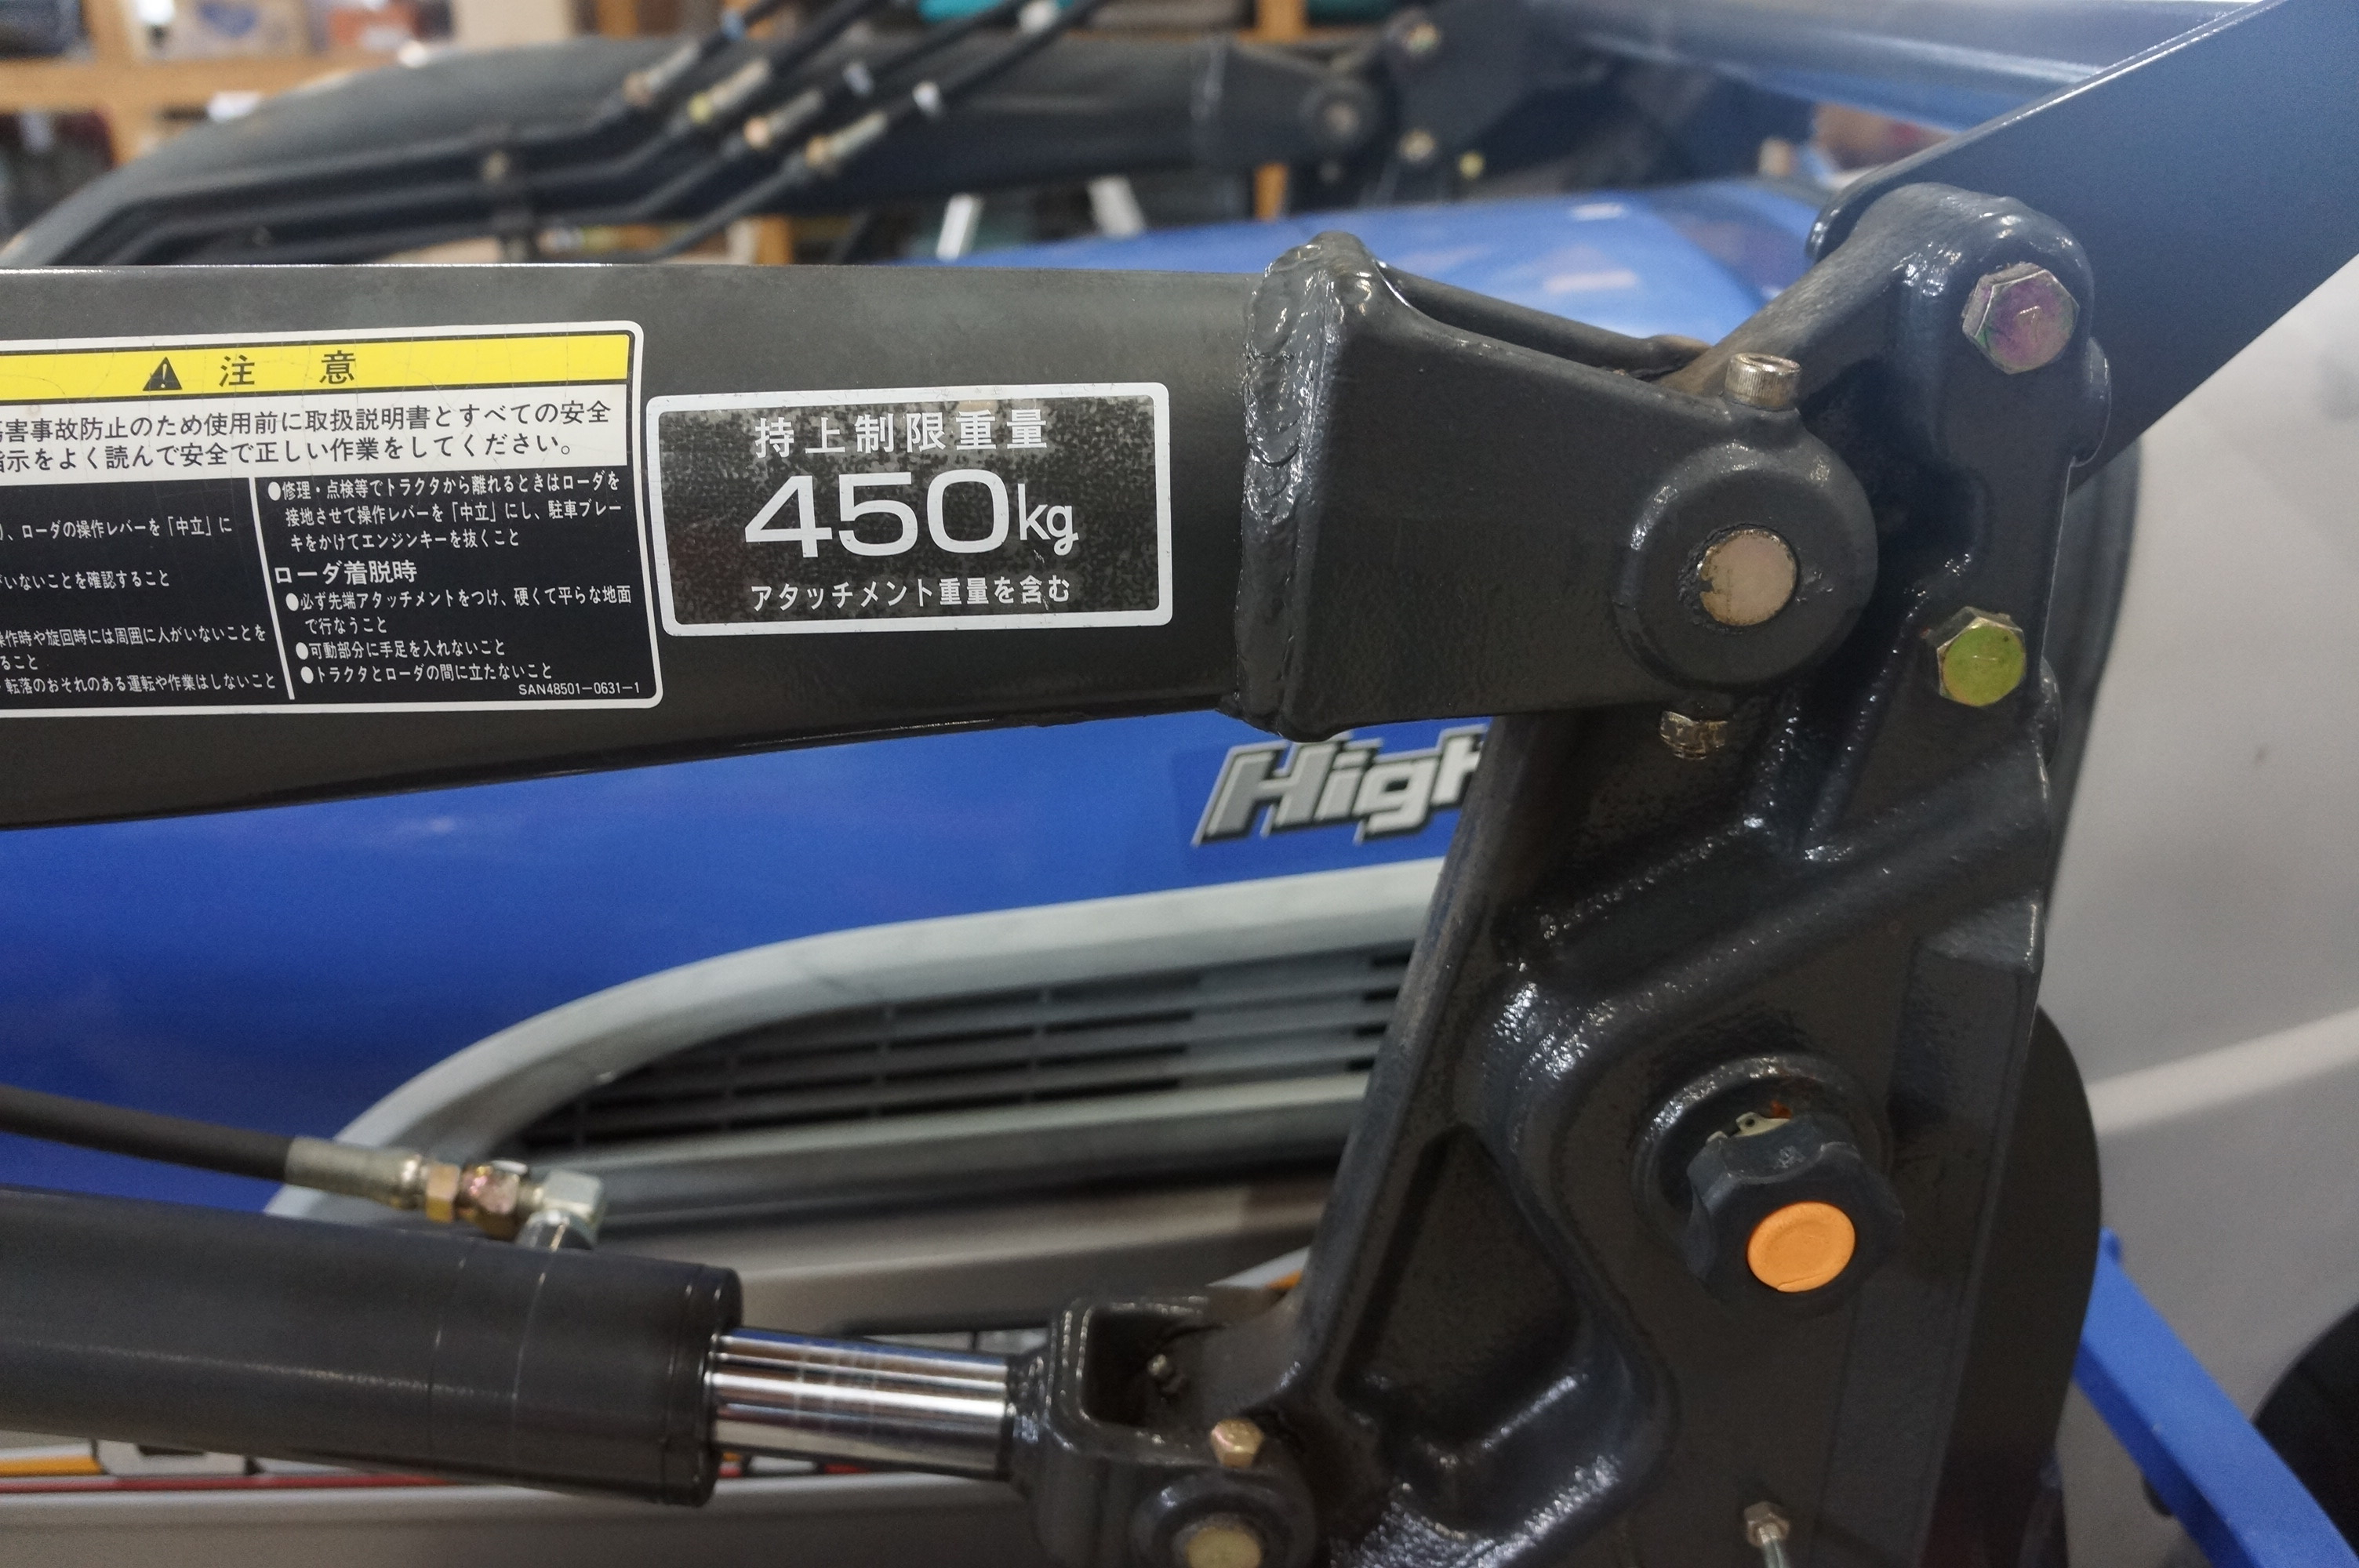 注 意
害事故防止のため使用前に取扱説明書とすべての安全
指示をよく読んで安全で正しい作業をしてください。
、ローダの操作レバーを「中立」に
いないことを確認すること
操作時や旋回時には周囲に人がいないことを
ること
転落のおそれのある運転や作業はしないこと
●修理・点検等でトラクタから離れるときはローダを
接地させて操作レバーを「中立」にし、駐車ブレー
キをかけてエンジンキーを抜くこと
ローダ着脱時
●必ず先端アタッチメントをつけ、硬くて平らな地面
で行なうこと
●可動部分に手足を入れないこと
●トラクタとローダの間に立たないこと
SAN48501-0631-1
持上制限重量
450kg
アタッチメント重量を含む
High